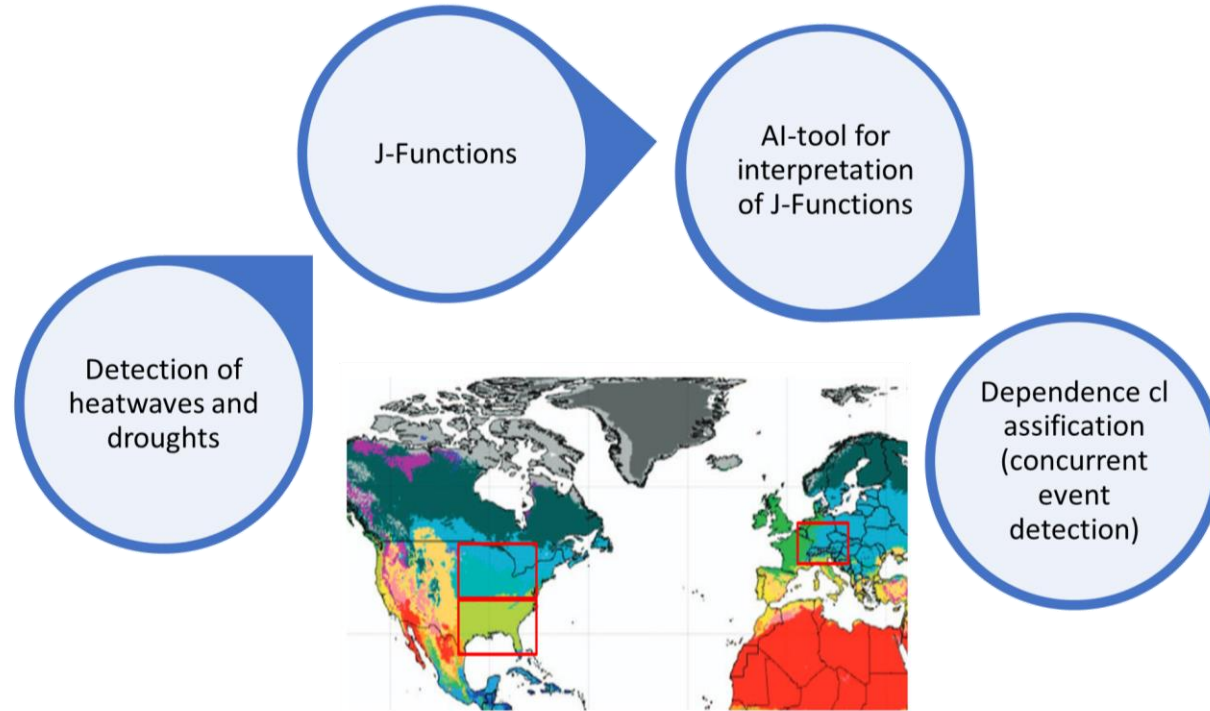 Detection of
heatwaves and
droughts
J-Functions
AI-tool for
interpretation
of J-Functions
Dependence cl
assification
(concurrent
event
detection)